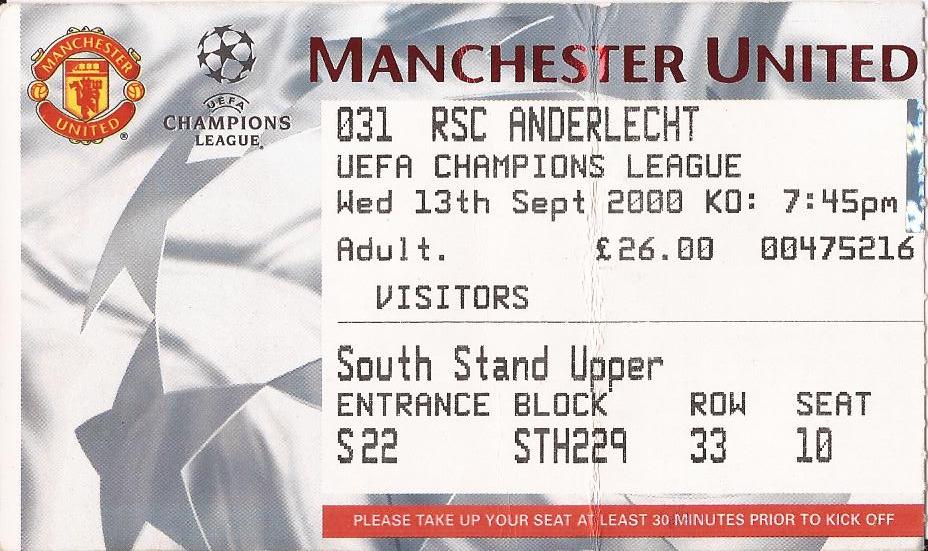 MANCHESTER
UNITED
UEFA
CHAMPIONS
LEAGUE
MANCHESTER UNITED
031 RSC ANDERLECHT
UEFA CHAMPIONS LEAGUE
Wed 13th Sept 2000 KO: 7:45pm
Adult. £26.00 00475216
VISITORS
South Stand Upper
ENTRANCE BLOCK ROW SEAT
S22 STH229 33 10
PLEASE TAKE UP YOUR SEAT AT LEAST 30 MINUTES PRIOR TO KICK OFF